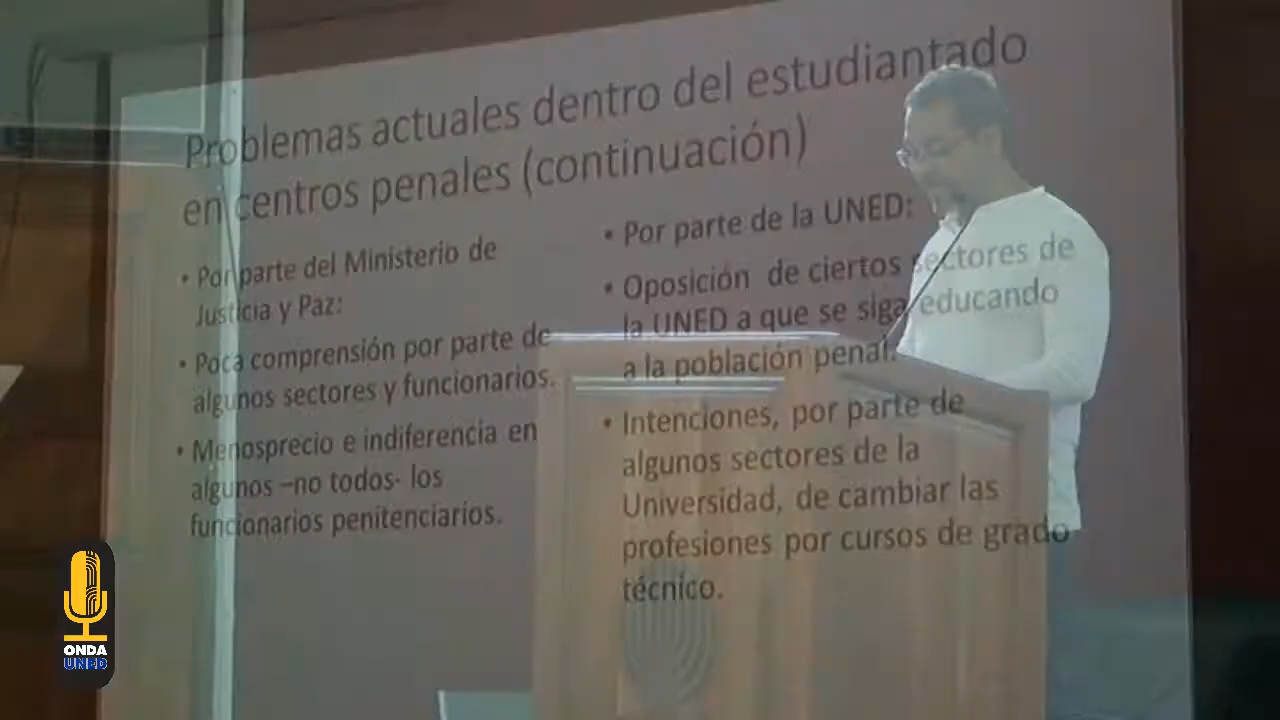 Problemas actuales dentro del estudiantado
en centros penales (continuación)
• Por parte del Ministerio de
Justicia y Paz:
• Poca comprensión por parte de
algunos sectores y funcionarios.
• Menosprecio e indiferencia en
algunos –no todos- los
funcionarios penitenciarios.
• Por parte de la UNED:
• Oposición de ciertos sectores de
la UNED a que se siga educando
a la población penal.
• Intenciones, por parte de
algunos sectores de la
Universidad, de cambiar las
profesiones por cursos de grado
técnico.
ONDA
UNED